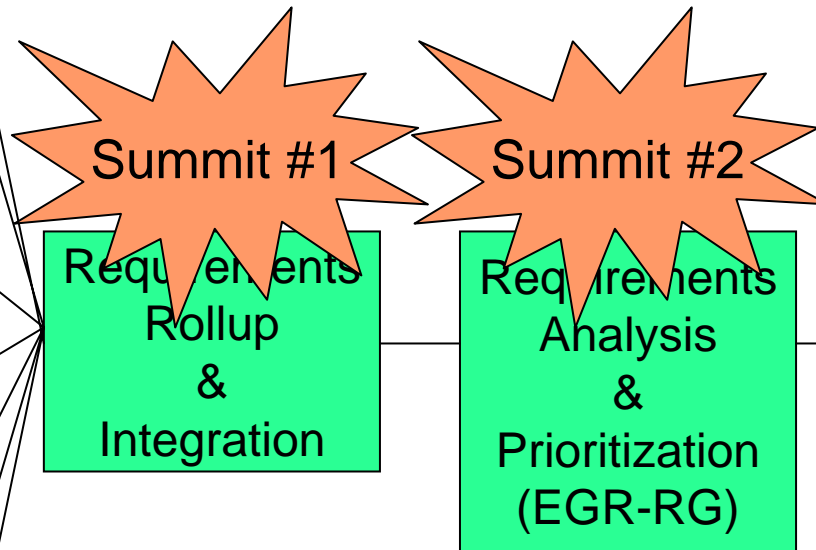 Summit #1
Summit #2
Requirements
Rollup
&
Integration
Requirements
Analysis
&
Prioritization
(EGR-RG)